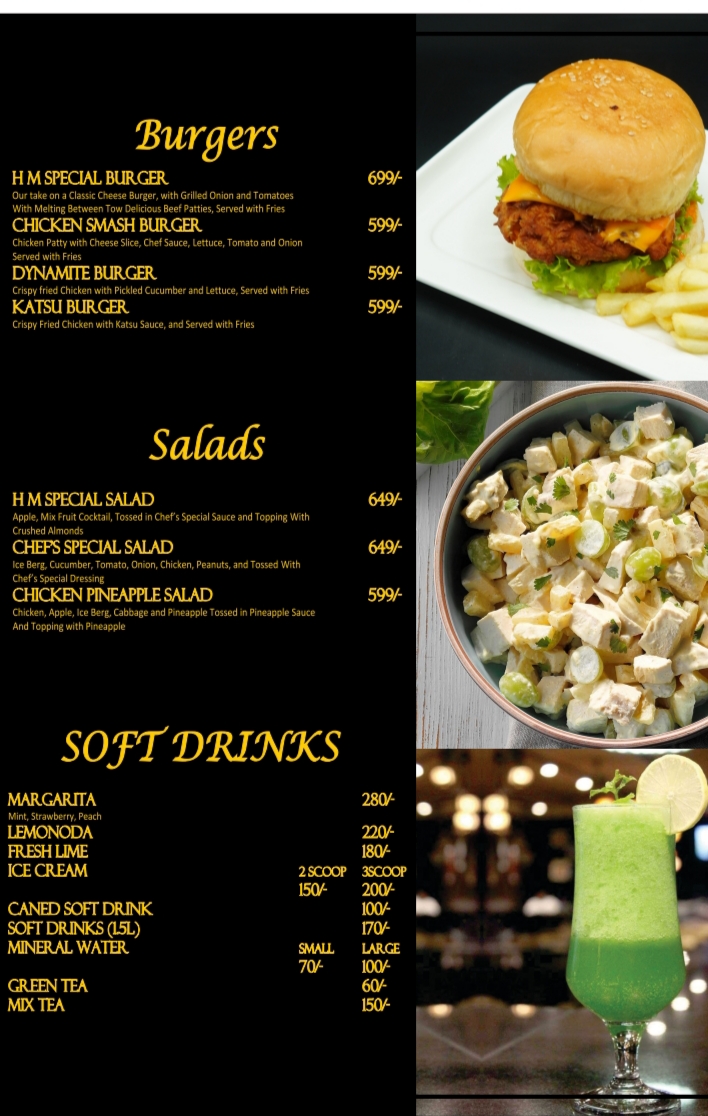 Burgers
H M SPECIAL BURGER 699/-
Our take on a Classic Cheese Burger, with Grilled Onion and Tomatoes
With Melting Between Tow Delicious Beef Patties, Served with Fries
CHICKEN SMASH BURGER 599/-
Chicken Patty with Cheese Slice, Chef Sauce, Lettuce, Tomato and Onion
Served with Fries
DYNAMITE BURGER 599/-
Crispy fried Chicken with Pickled Cucumber and Lettuce, Served with Fries
KATSU BURGER 599/-
Crispy Fried Chicken with Katsu Sauce, and Served with Fries
Salads
H M SPECIAL SALAD 649/-
Apple, Mix Fruit Cocktail, Tossed in Chef's Special Sauce and Topping With
Crushed Almonds
CHEF'S SPECIAL SALAD 649/-
Ice Berg, Cucumber, Tomato, Onion, Chicken, Peanuts, and Tossed With
Chef's Special Dressing
CHICKEN PINEAPPLE SALAD 599/-
Chicken, Apple, Ice Berg, Cabbage and Pineapple Tossed in Pineapple Sauce
And Topping with Pineapple
SOFT DRINKS
MARGARITA 280/-
Mint, Strawberry, Peach
LEMONODA 220/-
FRESH LIME 180/-
ICE CREAM 2 SCOOP 3SCOOP
150/- 200/-
CANED SOFT DRINK 100/-
SOFT DRINKS (1.5L) 170/-
MINERAL WATER SMALL LARGE
70/- 100/-
GREEN TEA 60/-
MIX TEA 150/-